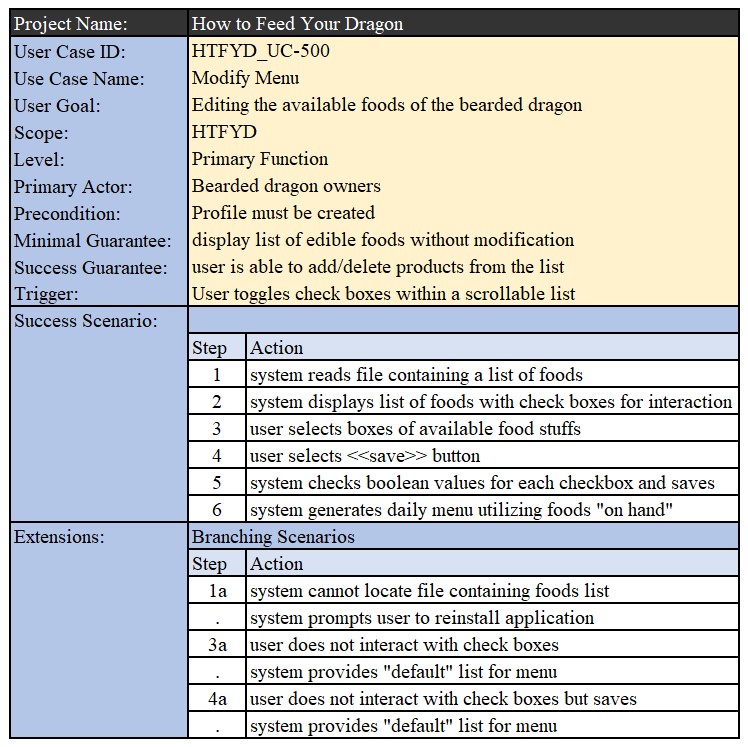 Project Name: How to Feed Your Dragon
User Case ID: HTFYD_UC-500
Use Case Name: Modify Menu
User Goal: Editing the available foods of the bearded dragon
Scope: HTFYD
Level: Primary Function
Primary Actor: Bearded dragon owners
Precondition: Profile must be created
Minimal Guarantee: display list of edible foods without modification
Success Guarantee: user is able to add/delete products from the list
Trigger: User toggles check boxes within a scrollable list
Success Scenario:
Step Action
1 system reads file containing a list of foods
2 system displays list of foods with check boxes for interaction
3 user selects boxes of available food stuffs
4 user selects <<save>> button
5 system checks boolean values for each checkbox and saves
6 system generates daily menu utilizing foods "on hand"
Extensions: Branching Scenarios
Step Action
1a system cannot locate file containing foods list
. system prompts user to reinstall application
3a user does not interact with check boxes
. system provides "default" list for menu
4a user does not interact with check boxes but saves
. system provides "default" list for menu